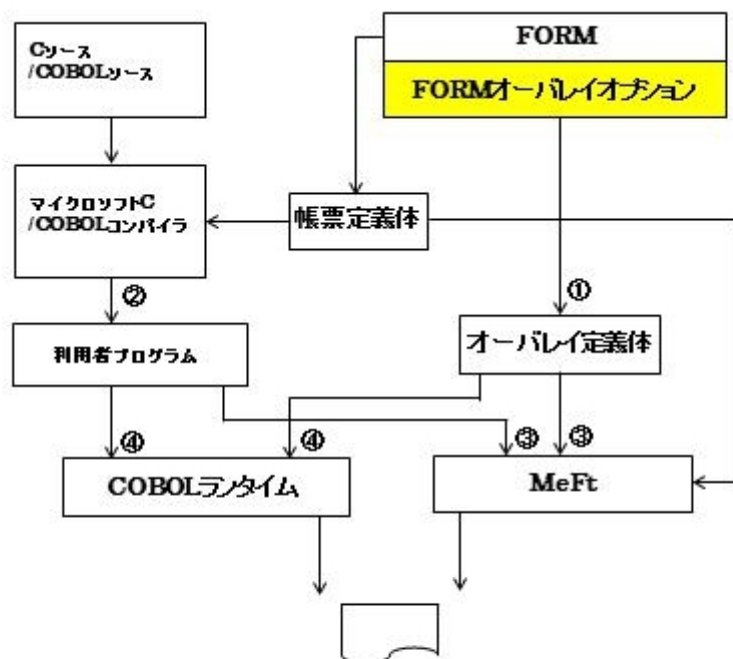 Cソース
/COBOLソース
FORM
FORMオーバレイオプション
マイクロソフトC
/COBOLコンパイラ
帳票定義体
②
①
利用者プログラム
オーバレイ定義体
④
④
③
③
COBOLランタイム
MeFt